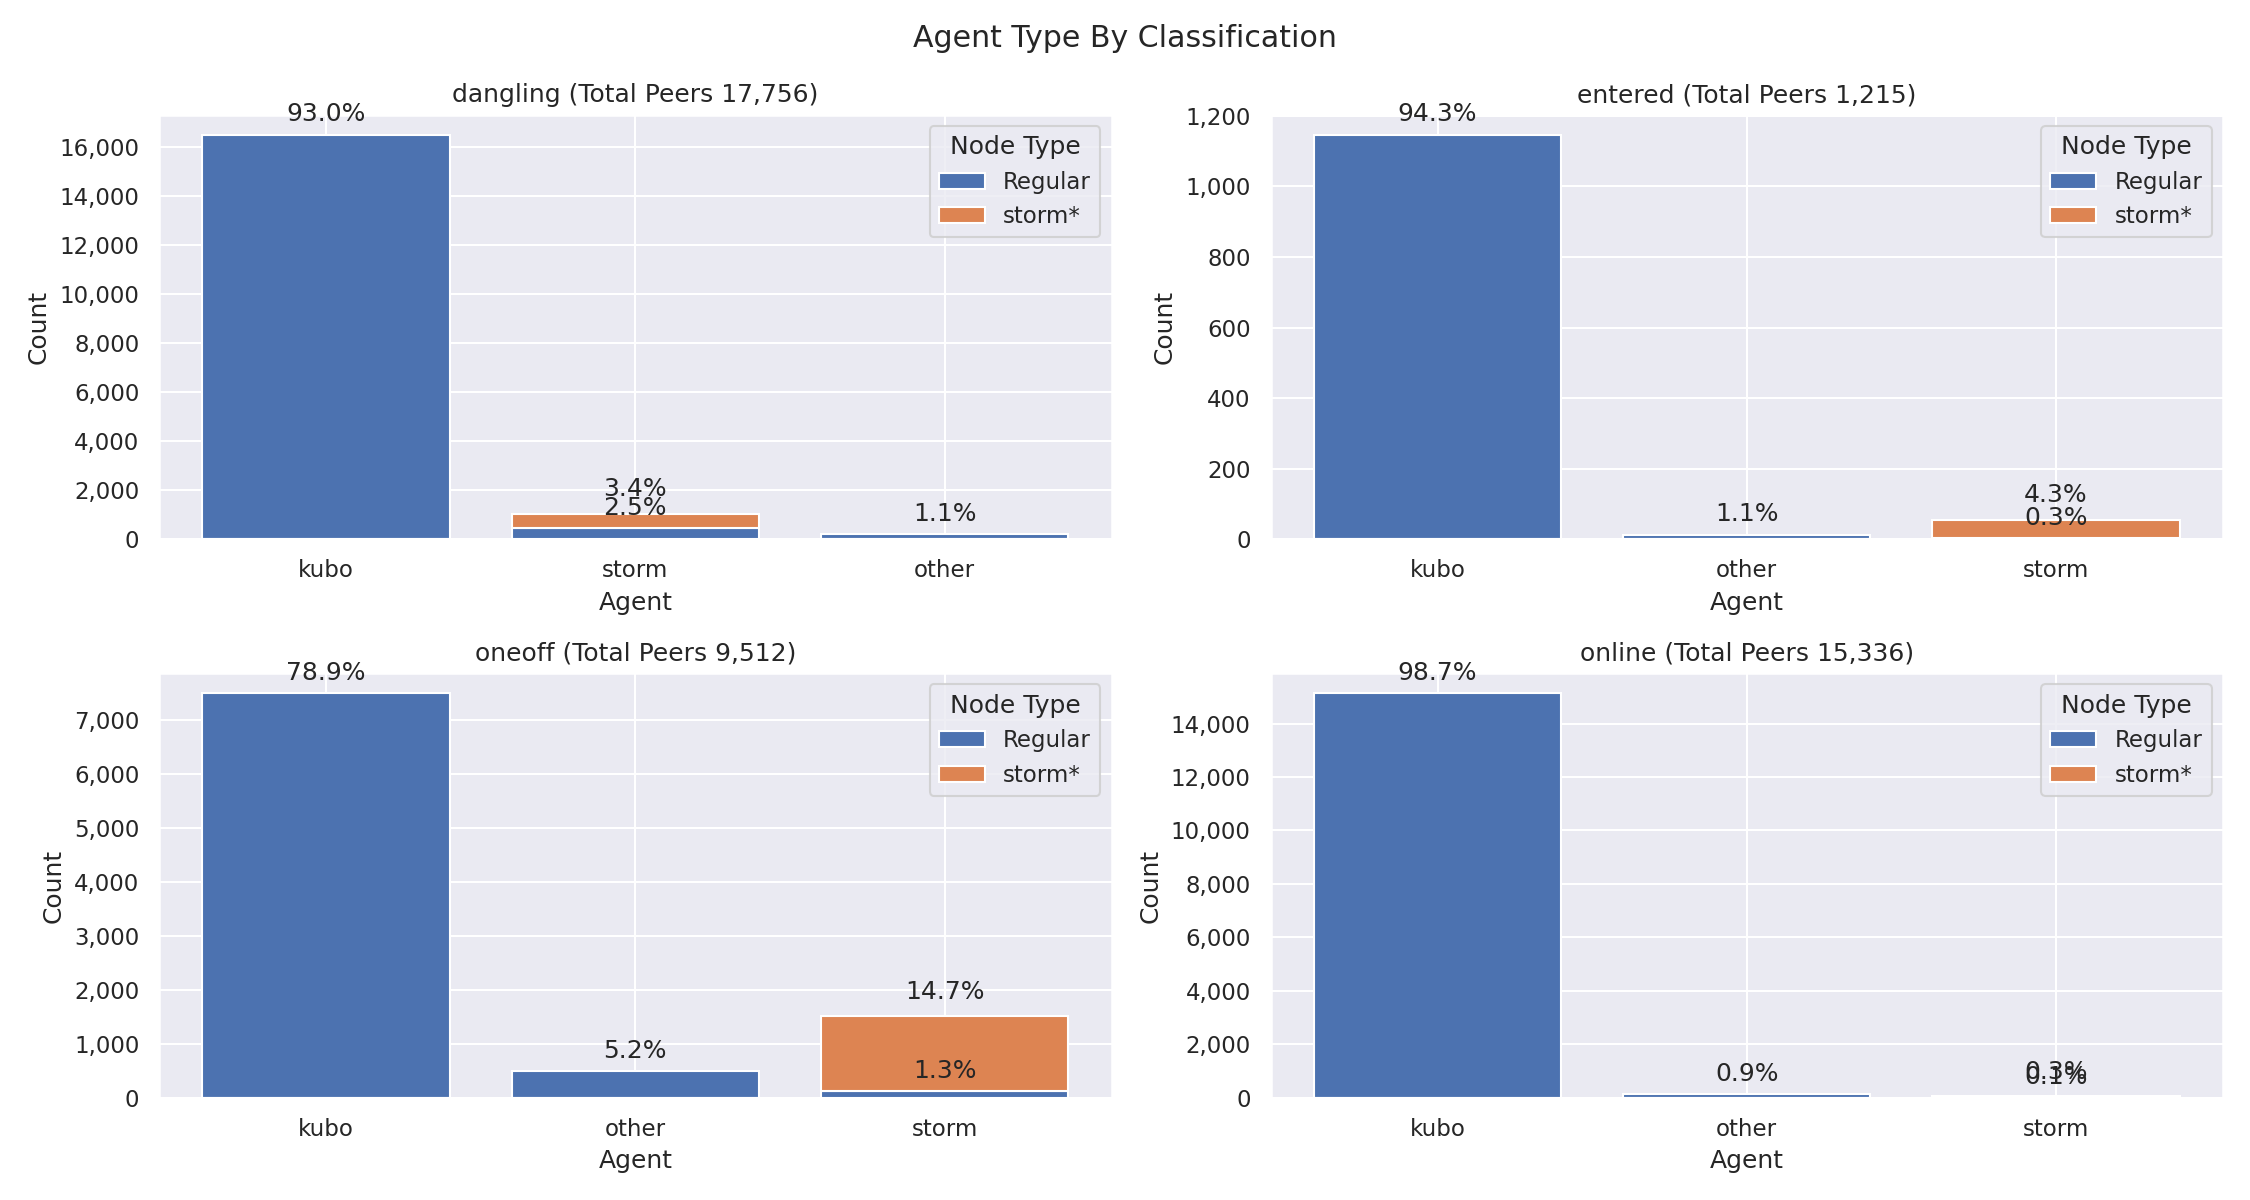 Agent Type By Classification
dangling (Total Peers 17,756)
93.0%
16,000
14,000
12,000
10,000
8,000
6,000
4,000
2,000
0
Count
3.4%
2.5%
1.1%
kubo
storm
other
Agent
Node Type
Regular
storm*
entered (Total Peers 1,215)
94.3%
1,200
1,000
800
600
400
200
0
Count
1.1%
4.3%
0.3%
kubo
other
storm
Agent
Node Type
Regular
storm*
oneoff (Total Peers 9,512)
78.9%
7,000
6,000
5,000
4,000
3,000
2,000
1,000
0
Count
5.2%
14.7%
1.3%
kubo
other
storm
Agent
Node Type
Regular
storm*
online (Total Peers 15,336)
98.7%
14,000
12,000
10,000
8,000
6,000
4,000
2,000
0
Count
0.9%
0.3%
0.1%
kubo
other
storm
Agent
Node Type
Regular
storm*